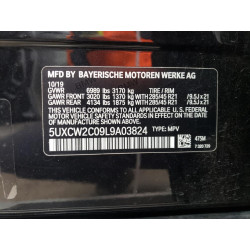 MFD BY: BAYERISCHE MOTOREN WERKE AG
10/19
GVWR 6989 lbs 3170 kg TIRE / RIM
GAWR FRONT 3020 lbs 1370 kg WITH 285/45 R21 / 9.5J x 21
GAWR REAR 4134 lbs 1875 kg WITH 285/45 R21 / 9.5J x 21
THIS VEHICLE CONFORMS TO ALL APPLICABLE U.S. FEDERAL
MOTOR VEHICLE SAFETY STANDARDS IN EFFECT ON THE DATE
OF MANUFACTURE SHOWN ABOVE.
5UXCW2C09L9A03824 TYPE: MPV
475M